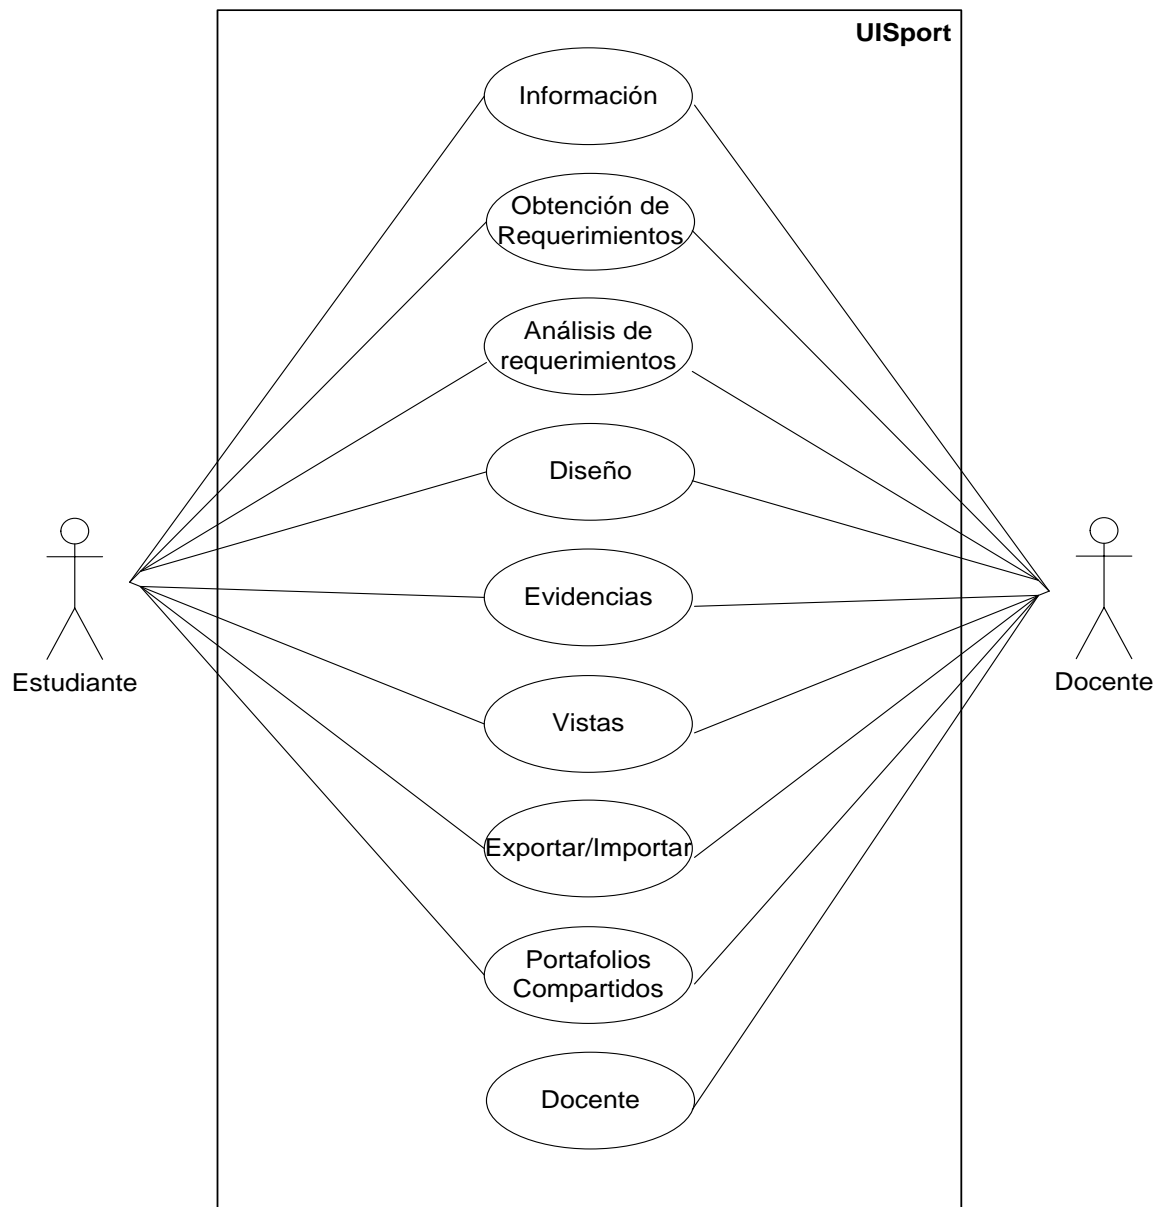 UISport
Información
Obtención de
Requerimientos
Análisis de
requerimientos
Diseño
Evidencias
Estudiante
Docente
Vistas
Exportar/Importar
Portafolios
Compartidos
Docente